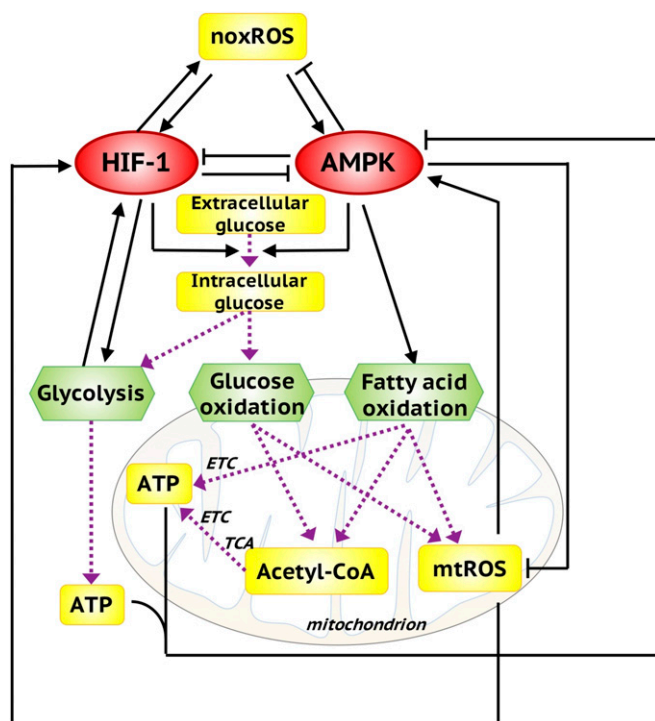 noxROS
HIF-1
AMPK
Extracellular
glucose
Intracellular
glucose
Glycolysis
Glucose
oxidation
Fatty acid
oxidation
ETC
ATP
ETC
TCA
Acetyl-CoA
mtROS
ATP
mitochondrion